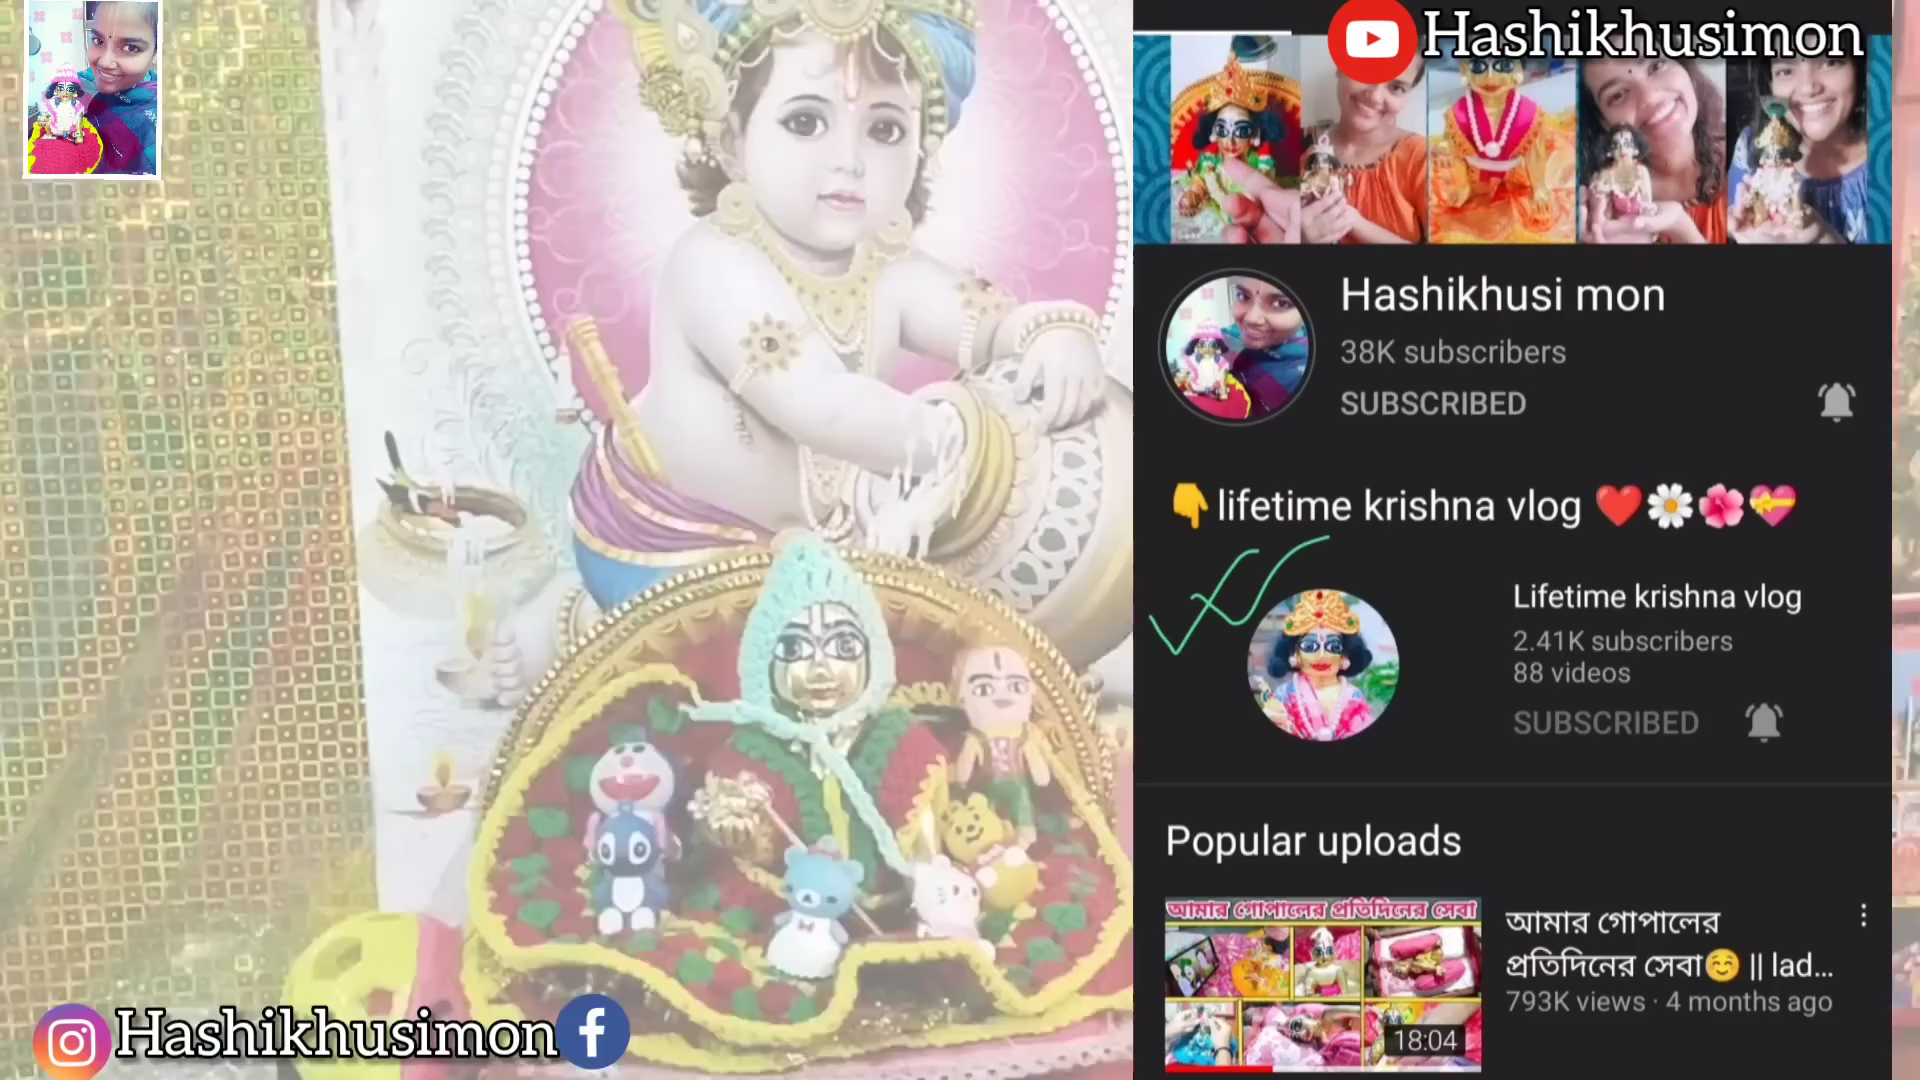 Hashikhusimon
Hashikhusi mon
38K subscribers
SUBSCRIBED
👇lifetime krishna vlog ❤️🌼🌺💝
Lifetime krishna vlog
2.41K subscribers
88 videos
SUBSCRIBED
Popular uploads
আমার গোপালের প্রতিদিনের সেবা
18:04
আমার গোপালের
প্রতিদিনের সেবা☺️ || lad...
793K views · 4 months ago
Hashikhusimon